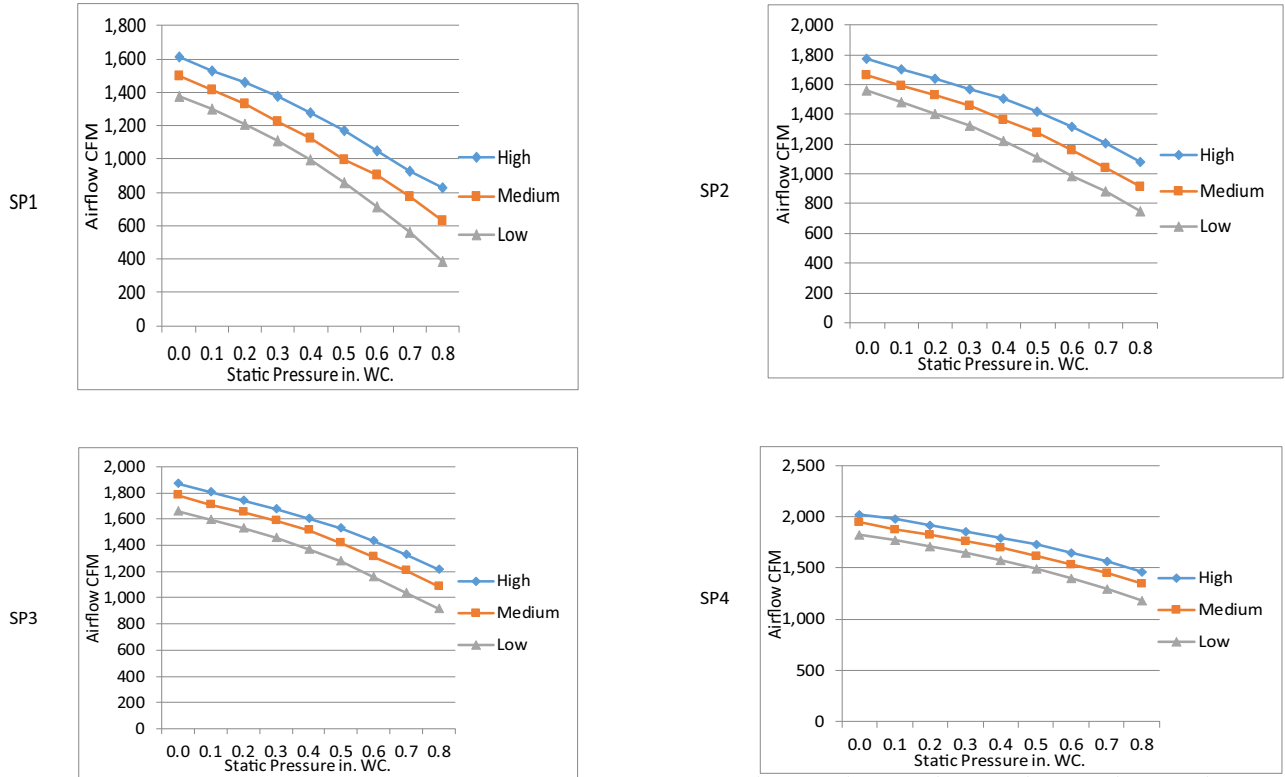 SP1
Airflow CFM
1,800
1,600
1,400
1,200
1,000
800
600
400
200
0
0.0 0.1 0.2 0.3 0.4 0.5 0.6 0.7 0.8
Static Pressure in. WC.
High
Medium
Low
SP2
Airflow CFM
2,000
1,800
1,600
1,400
1,200
1,000
800
600
400
200
0
0.0 0.1 0.2 0.3 0.4 0.5 0.6 0.7 0.8
Static Pressure in. WC.
High
Medium
Low
SP3
Airflow CFM
2,000
1,800
1,600
1,400
1,200
1,000
800
600
400
200
0
0.0 0.1 0.2 0.3 0.4 0.5 0.6 0.7 0.8
Static Pressure in. WC.
High
Medium
Low
SP4
Airflow CFM
2,500
2,000
1,500
1,000
500
0
0.0 0.1 0.2 0.3 0.4 0.5 0.6 0.7 0.8
Static Pressure in. WC.
High
Medium
Low